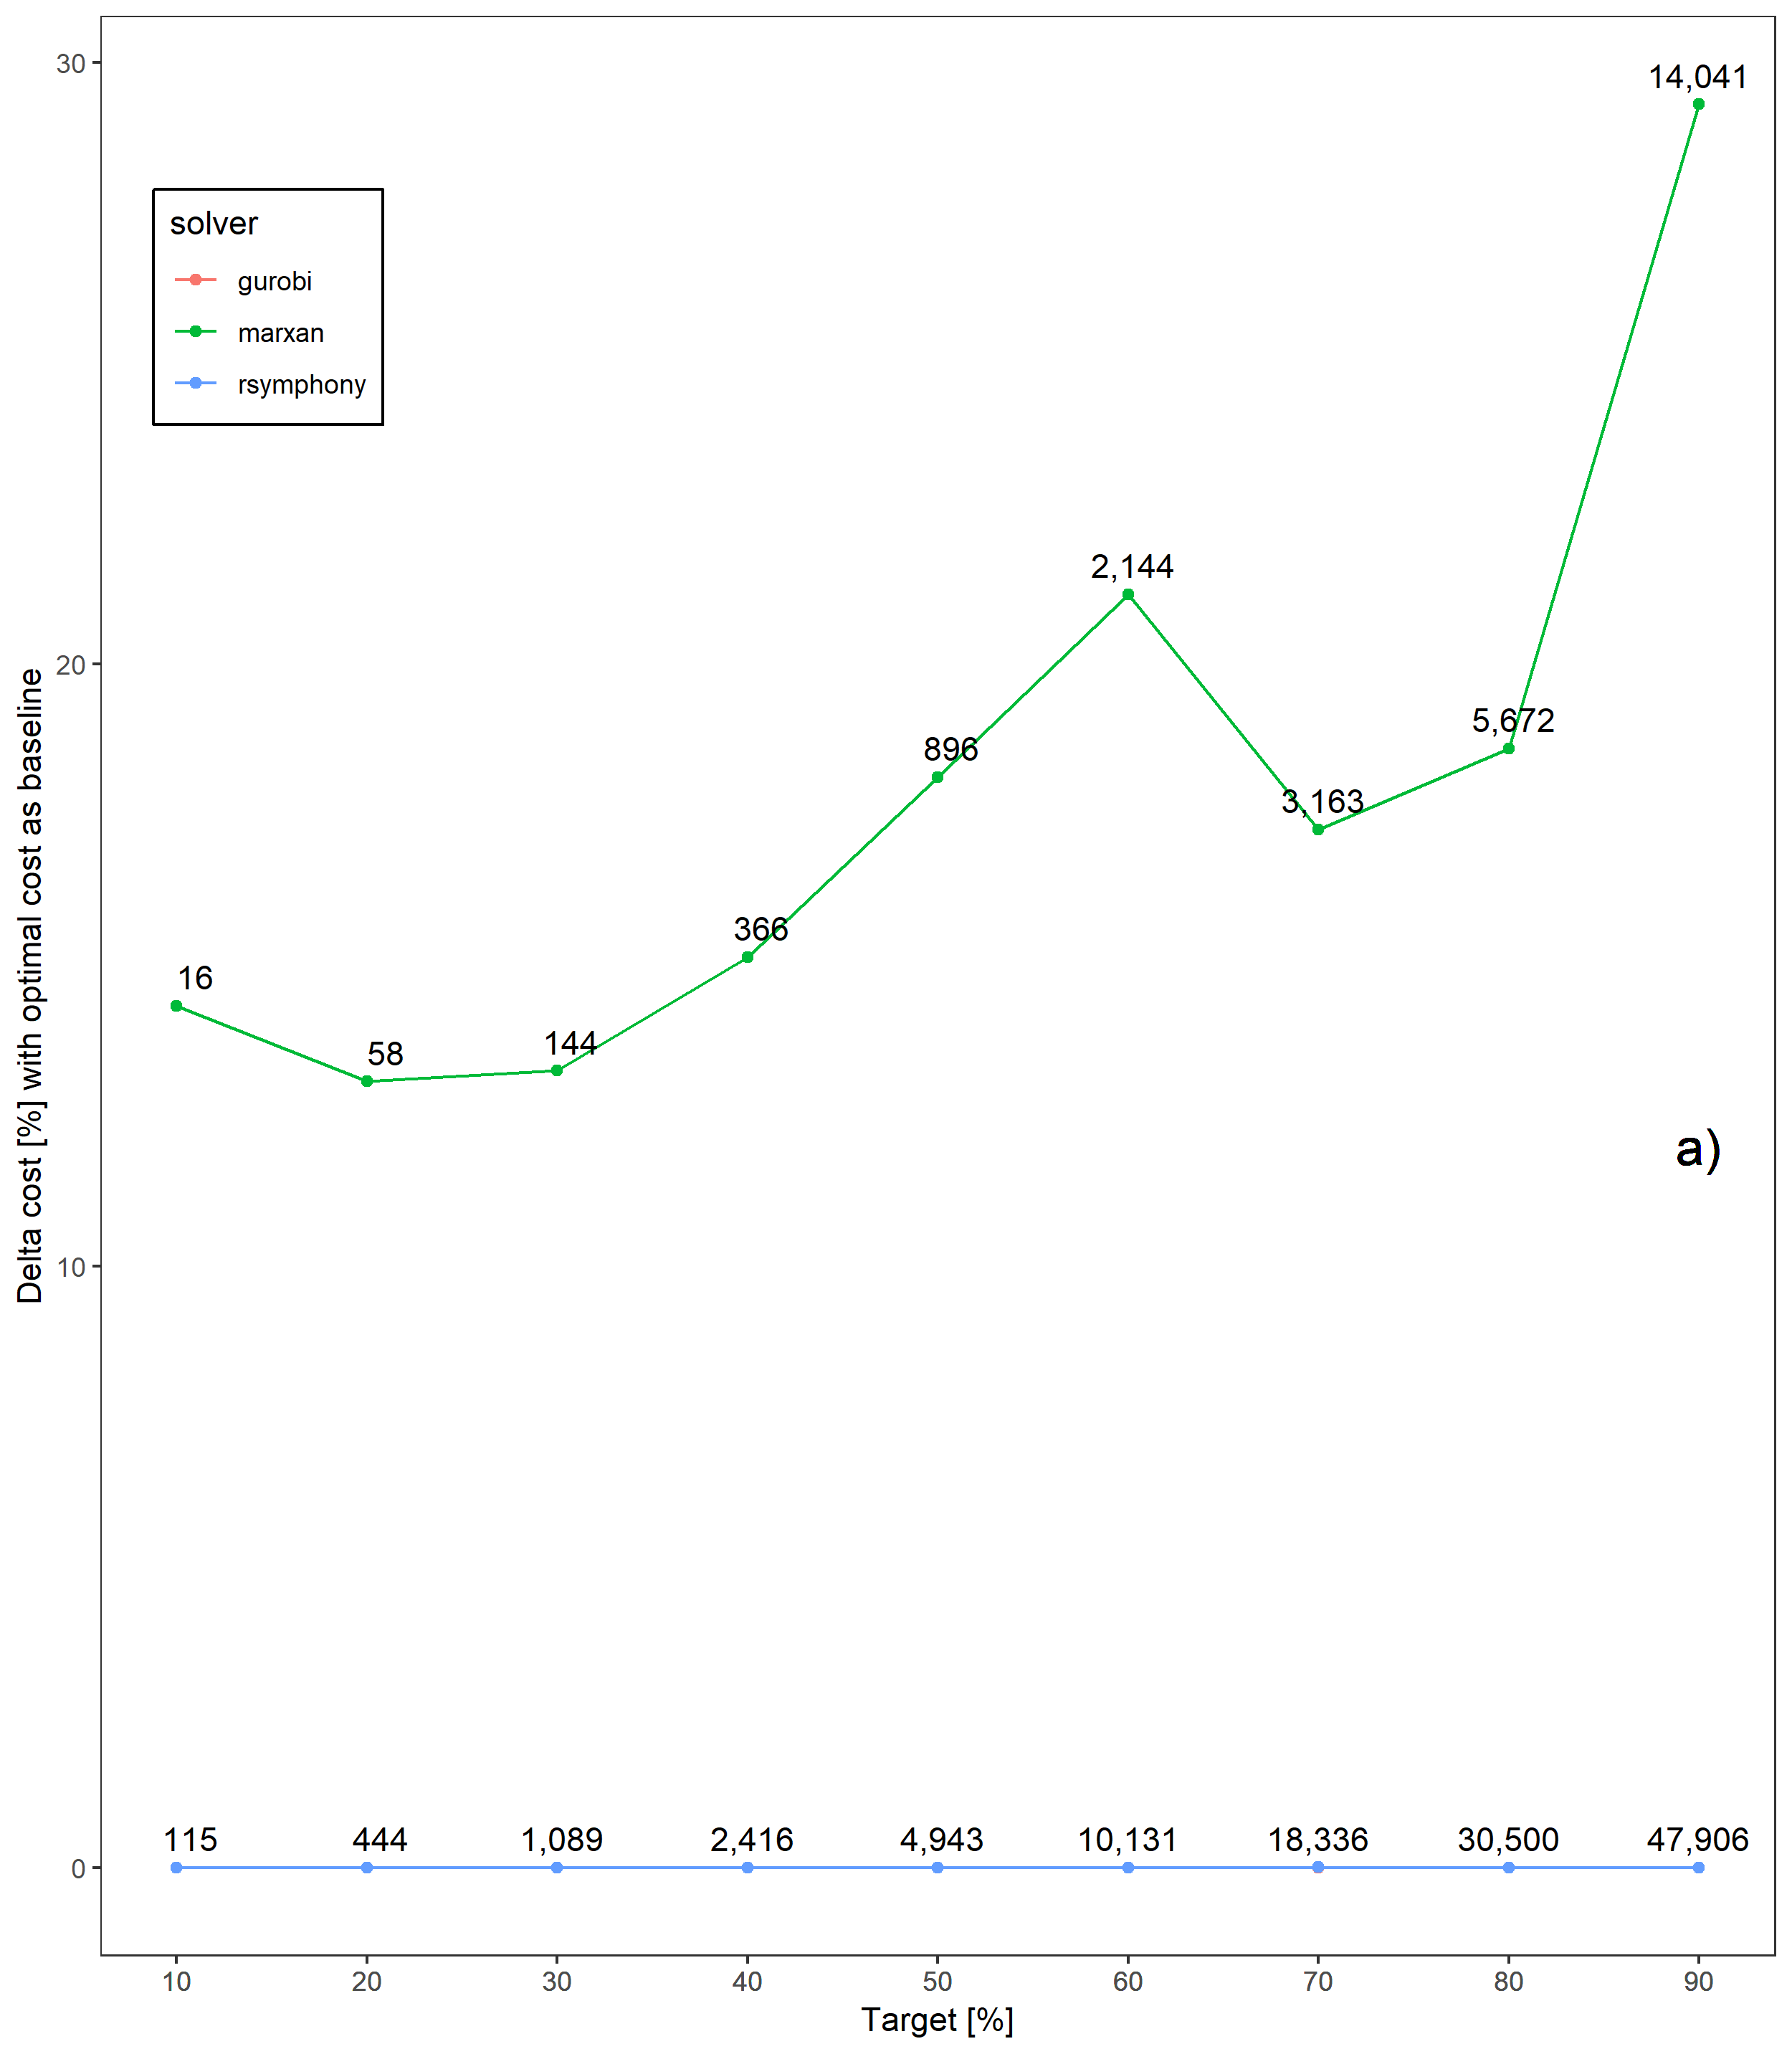 30
14,041
solver
gurobi
marxan
rsymphony
2,144
20
5,672
896
3,163
366
16
144
58
a)
10
Delta cost [%] with optimal cost as baseline
115 444 1,089 2,416 4,943 10,131 18,336 30,500 47,906
0
10 20 30 40 50 60 70 80 90
Target [%]